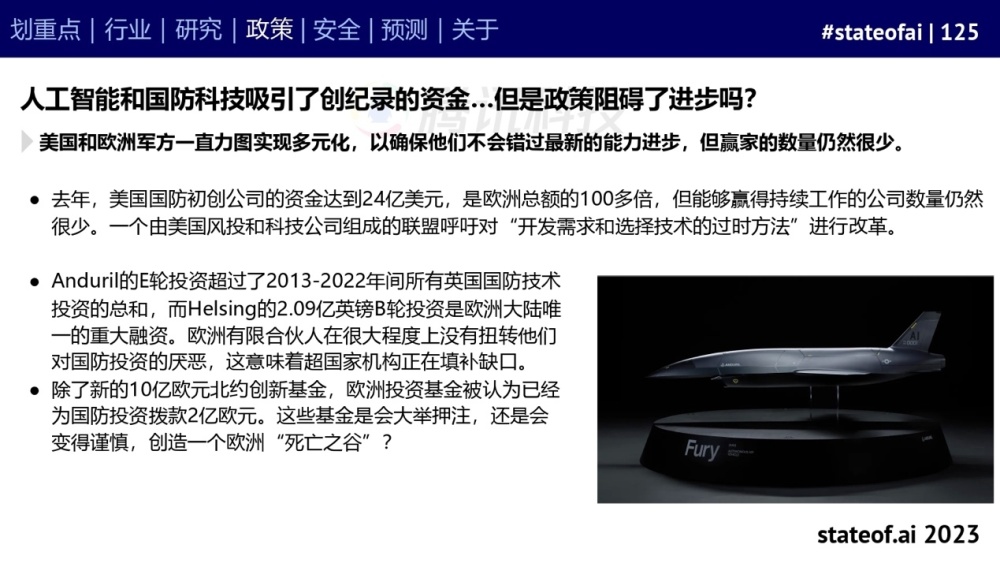 划重点 | 行业 | 研究 | 政策 | 安全 | 预测 | 关于
#stateofai | 125
人工智能和国防科技吸引了创纪录的资金...但是政策阻碍了进步吗？
腾讯科技
美国和欧洲军方一直力图实现多元化，以确保他们不会错过最新的能力进步，但赢家的数量仍然很少。
● 去年，美国国防初创公司的资金达到24亿美元，是欧洲总额的100多倍，但能够赢得持续工作的公司数量仍然
很少。一个由美国风投和科技公司组成的联盟呼吁对“开发需求和选择技术的过时方法”进行改革。
● Anduril的E轮投资超过了2013-2022年间所有英国国防技术
投资的总和，而Helsing的2.09亿英镑B轮投资是欧洲大陆唯
一的重大融资。欧洲有限合伙人在很大程度上没有扭转他们
对国防投资的厌恶，这意味着超国家机构正在填补缺口。
● 除了新的10亿欧元北约创新基金，欧洲投资基金被认为已经
为国防投资拨款2亿欧元。这些基金是会大举押注，还是会
变得谨慎，创造一个欧洲“死亡之谷”？
AI
Fury
stateof.ai 2023